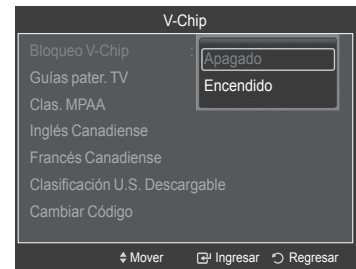 V-Chip
Bloqueo V-Chip : Apagado
Encendido
Guías pater. TV
Clas. MPAA
Inglés Canadiense
Francés Canadiense
Clasificación U.S. Descargable
Cambiar Código
Mover Ingresar Regresar